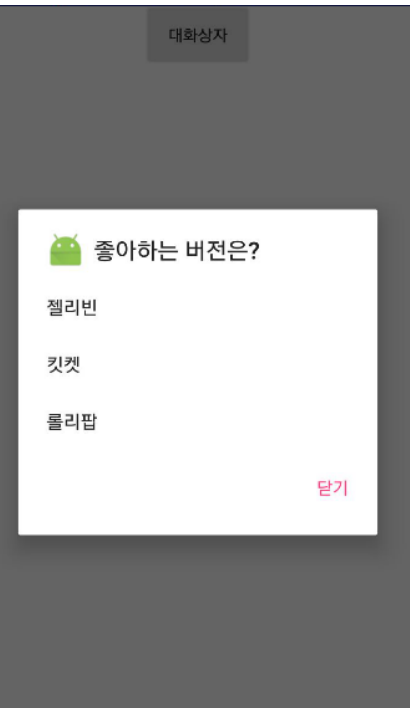 대화상자
좋아하는 버전은?
젤리빈
킷켓
롤리팝
닫기